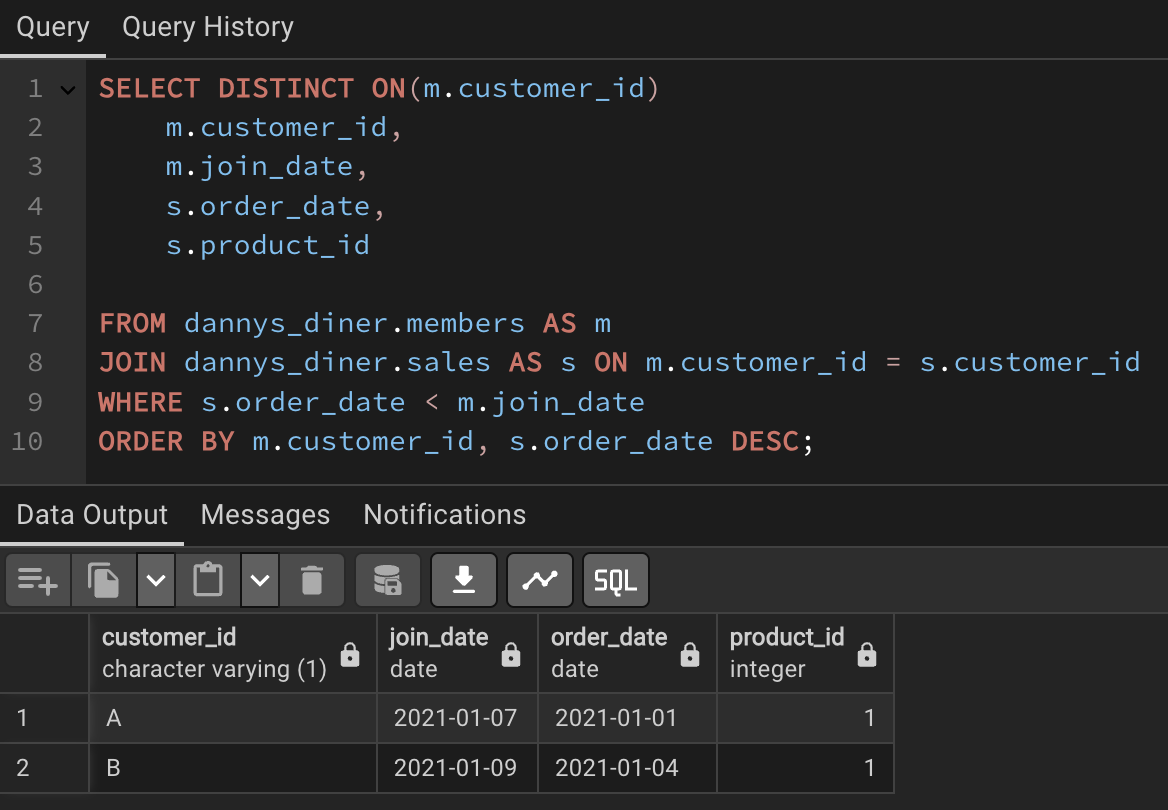 Query Query History
1 SELECT DISTINCT ON(m.customer_id)
2 m.customer_id,
3 m.join_date,
4 s.order_date,
5 s.product_id
6
7 FROM dannys_diner.members AS m
8 JOIN dannys_diner.sales AS s ON m.customer_id = s.customer_id
9 WHERE s.order_date < m.join_date
10 ORDER BY m.customer_id, s.order_date DESC;
Data Output Messages Notifications
SQL
customer_id join_date order_date product_id
character varying (1) date date integer
1 A 2021-01-07 2021-01-01 1
2 B 2021-01-09 2021-01-04 1